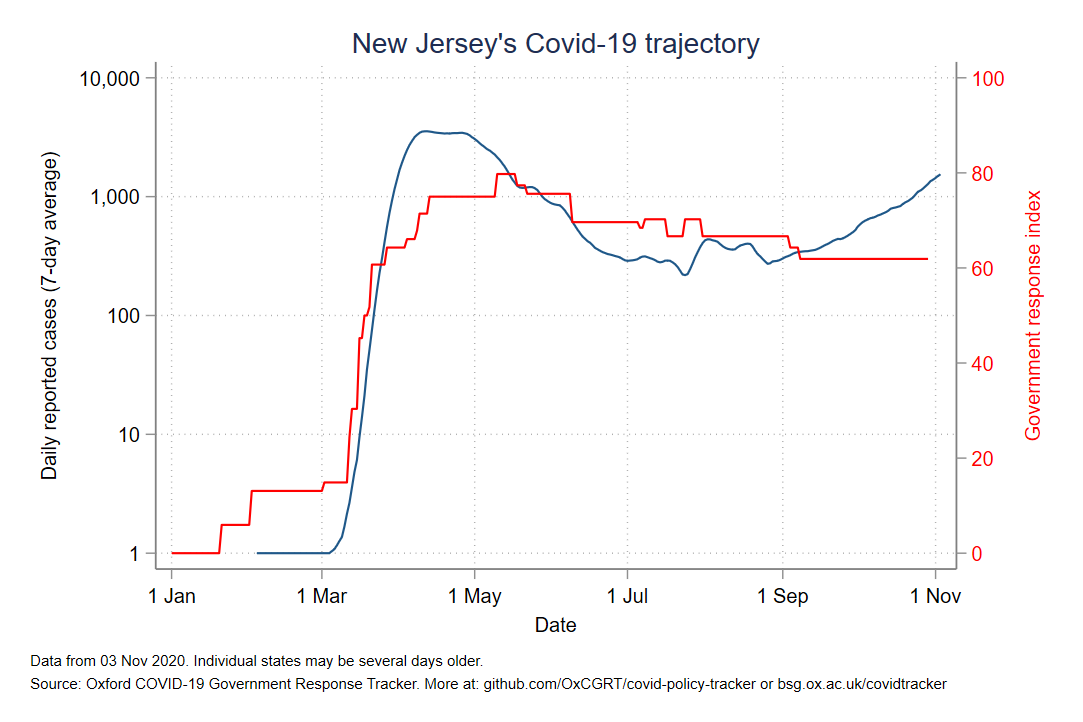 New Jersey's Covid-19 trajectory
10,000
1,000
100
10
1
Daily reported cases (7-day average)
100
80
60
40
20
0
Government response index
1 Jan
1 Mar
1 May
1 Jul
1 Sep
1 Nov
Date
Data from 03 Nov 2020. Individual states may be several days older.
Source: Oxford COVID-19 Government Response Tracker. More at: github.com/OxCGRT/covid-policy-tracker or bsg.ox.ac.uk/covidtracker